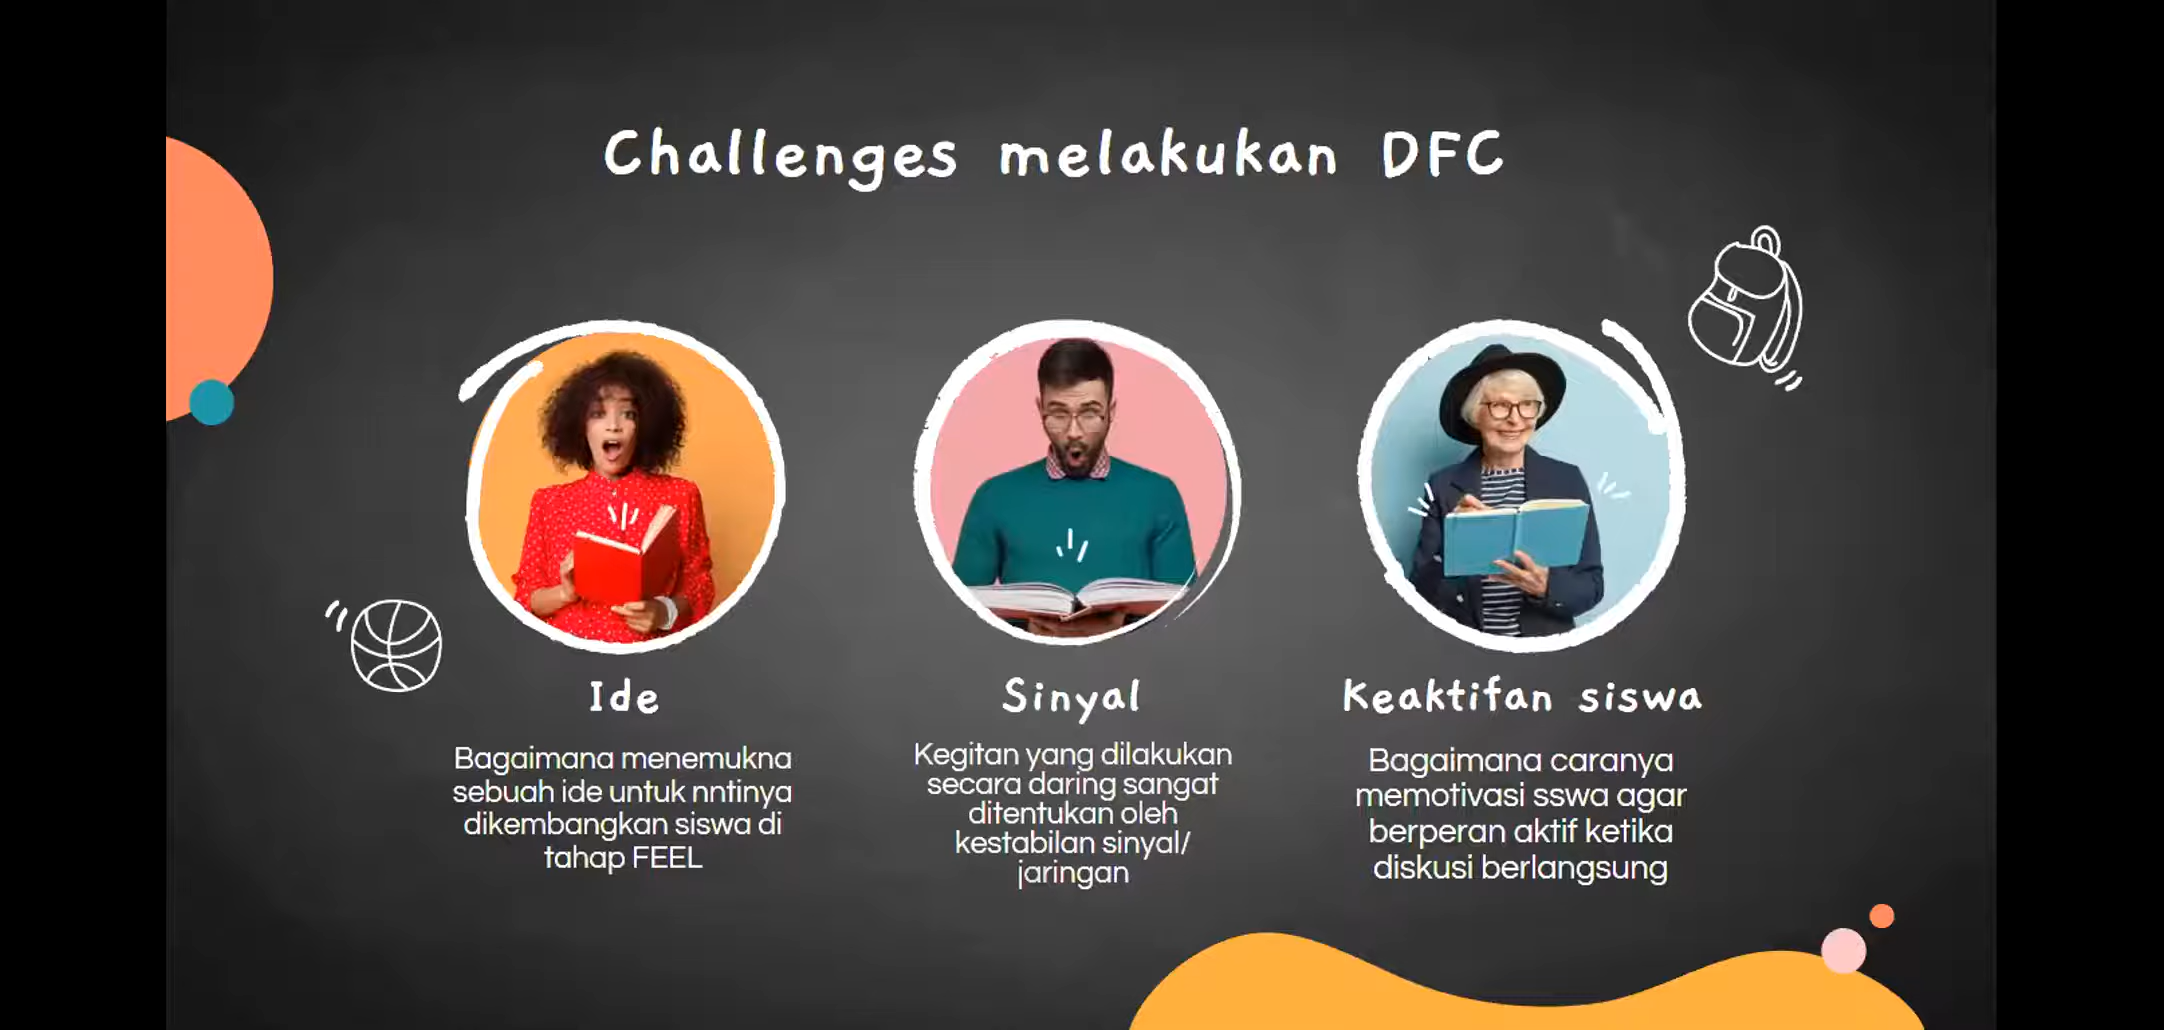 Challenges melakukan DFC
Ide
Bagaimana menemukna
sebuah ide untuk nntinya
dikembangkan siswa di
tahap FEEL
Sinyal
Kegitan yang dilakukan
secara daring sangat
ditentukan oleh
kestabilan sinyal/
jaringan
Keaktifan siswa
Bagaimana caranya
memotivasi sswa agar
berperan aktif ketika
diskusi berlangsung